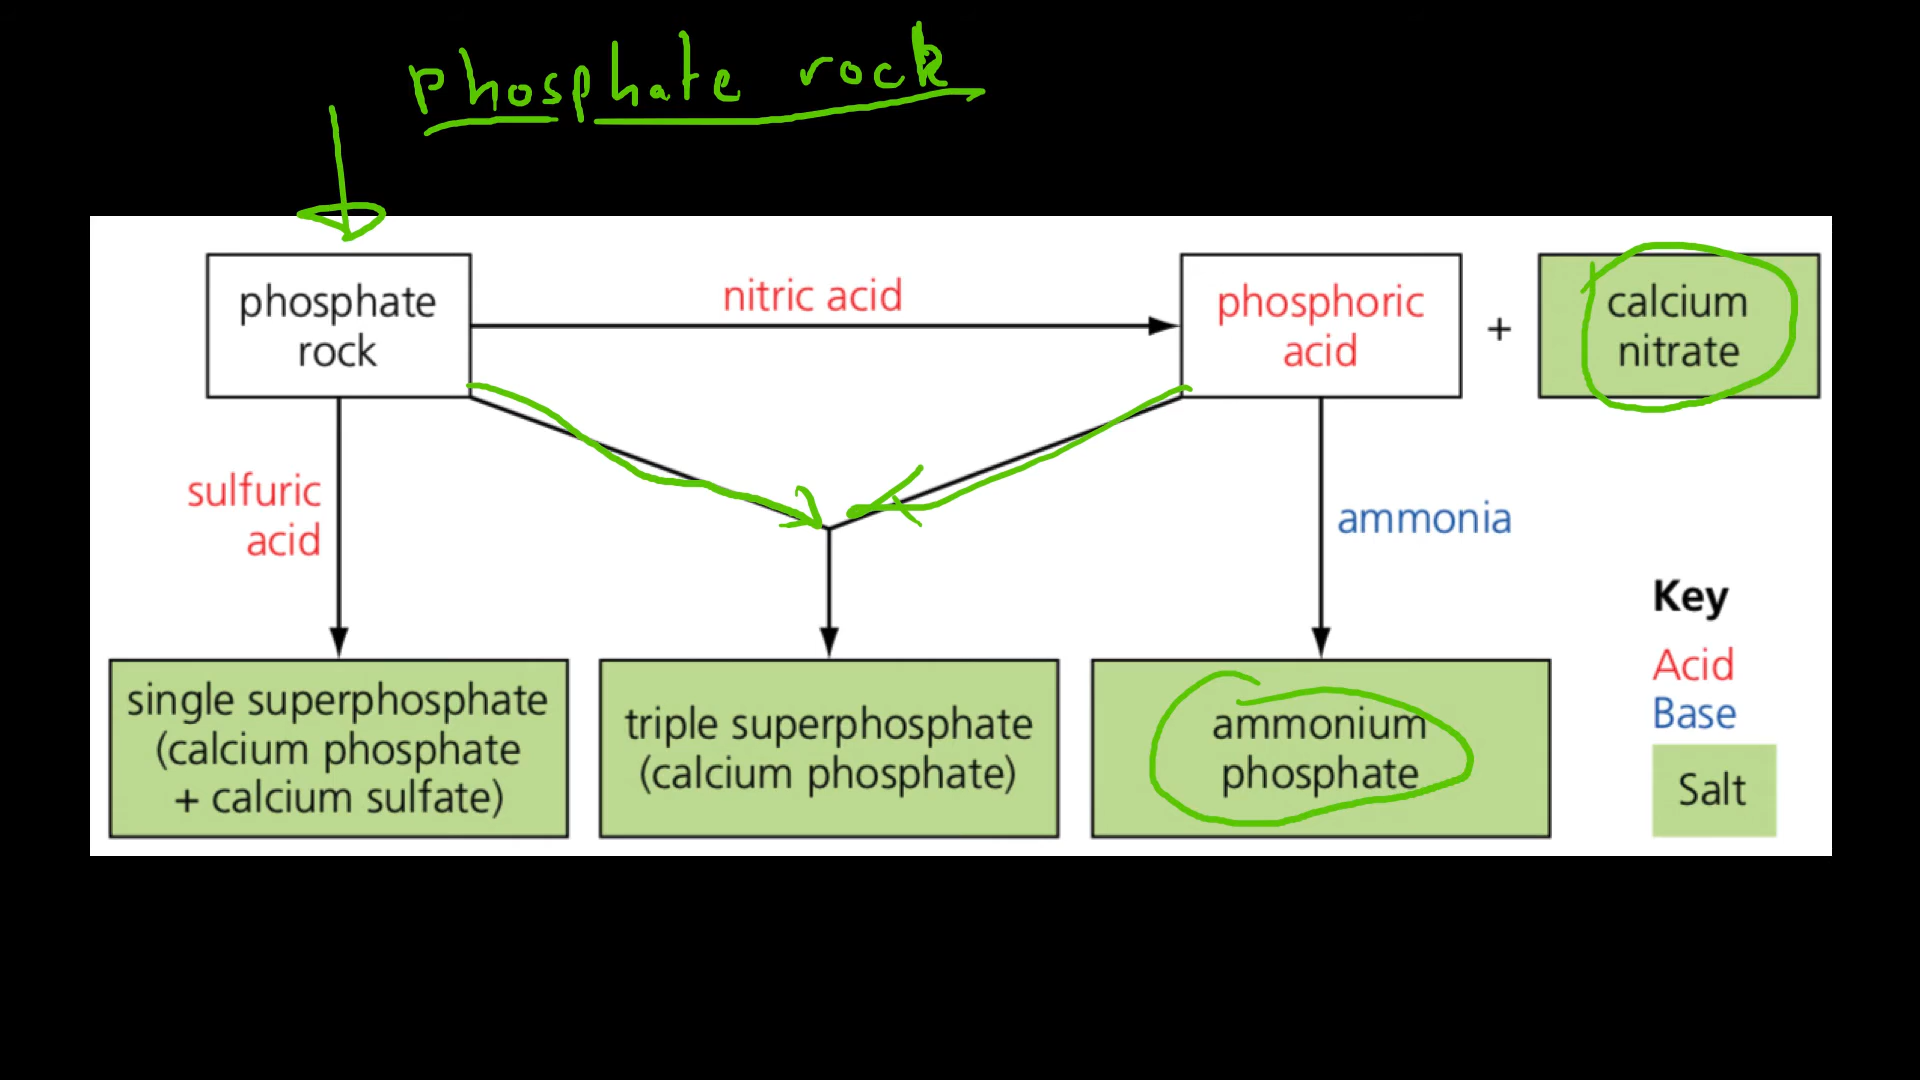 phosphate rock
phosphate
rock
nitric acid
phosphoric
acid
+
calcium
nitrate
sulfuric
acid
ammonia
single superphosphate
(calcium phosphate
+ calcium sulfate)
triple superphosphate
(calcium phosphate)
ammonium
phosphate
Key
Acid
Base
Salt